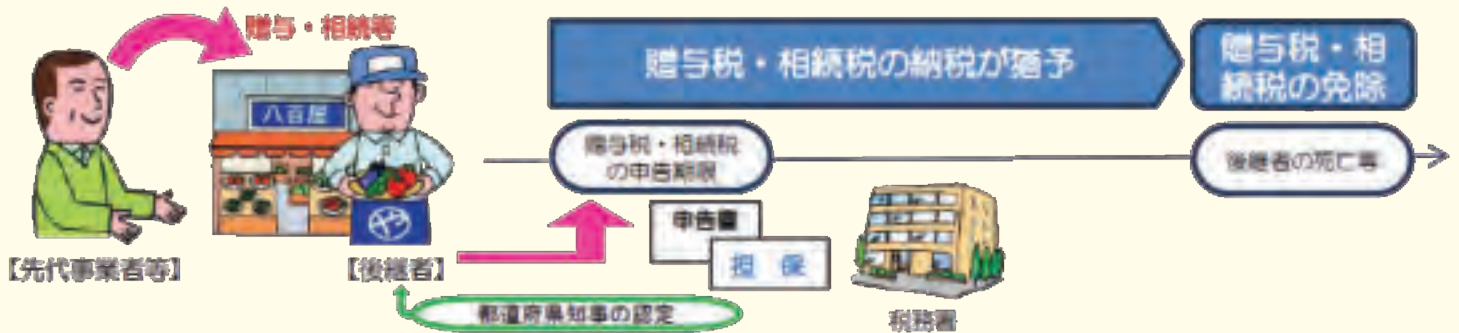 贈与・相続等
八百屋
や
【先代事業者等】
【後継者】
都道府県知事の認定
贈与税・相続税の納税が猶予
贈与税・相
続税の免除
贈与税・相続税
の申告期限
後継者の死亡等
申告書
担保
税務署